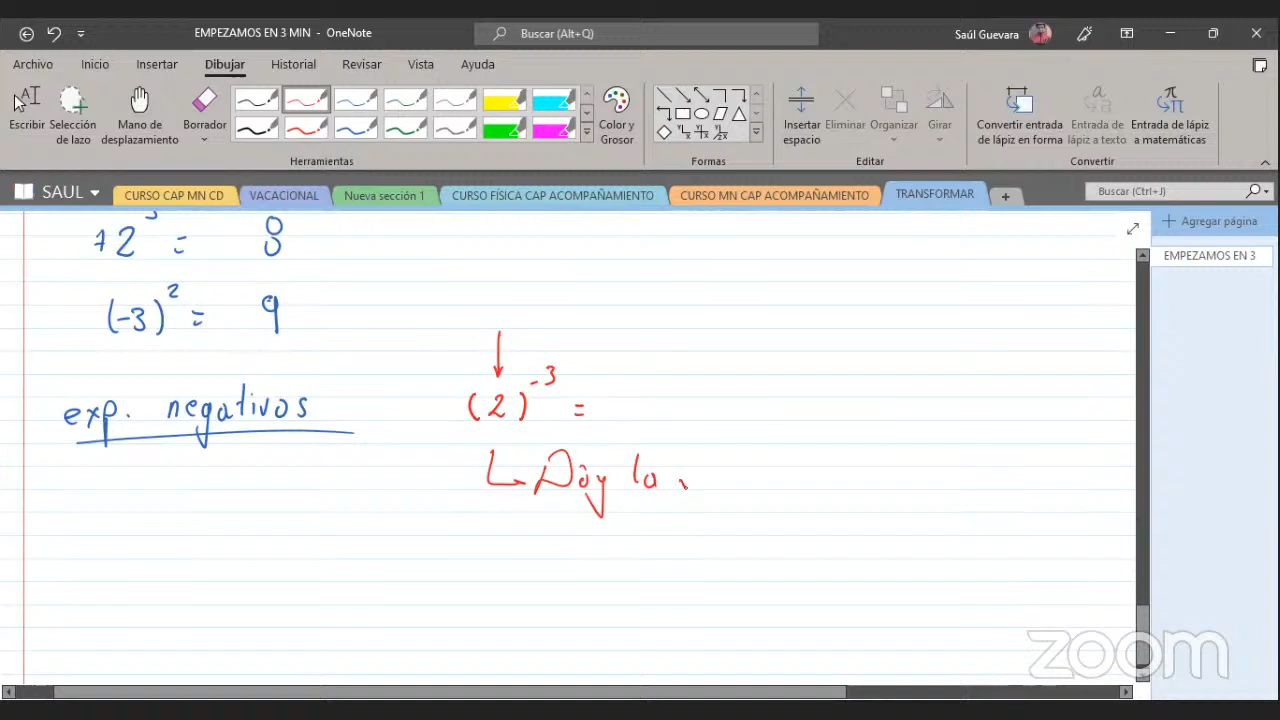 EMPEZAMOS EN 3 MIN - OneNote
Buscar (Alt+Q)
Saúl Guevara
Archivo Inicio Insertar Dibujar Historial Revisar Vista Ayuda
Escribir
Selección de lazo
Mano de desplazamiento
Borrador
Color y Grosor
Insertar espacio
Eliminar
Organizar
Girar
Convertir entrada de lápiz en forma
Entrada de lápiz a texto
Entrada de lápiz a matemáticas
Herramientas
Formas
Editar
Convertir
SAUL
CURSO CAP MN CD
VACACIONAL
Nueva sección 1
CURSO FÍSICA CAP ACOMPAÑAMIENTO
CURSO MN CAP ACOMPAÑAMIENTO
TRANSFORMAR
Buscar (Ctrl+J)
Agregar página
EMPEZAMOS EN 3
+2³ = 8
(-3)² = 9
exp. negativos
(2)⁻³ =
↳ Doy la
zoom